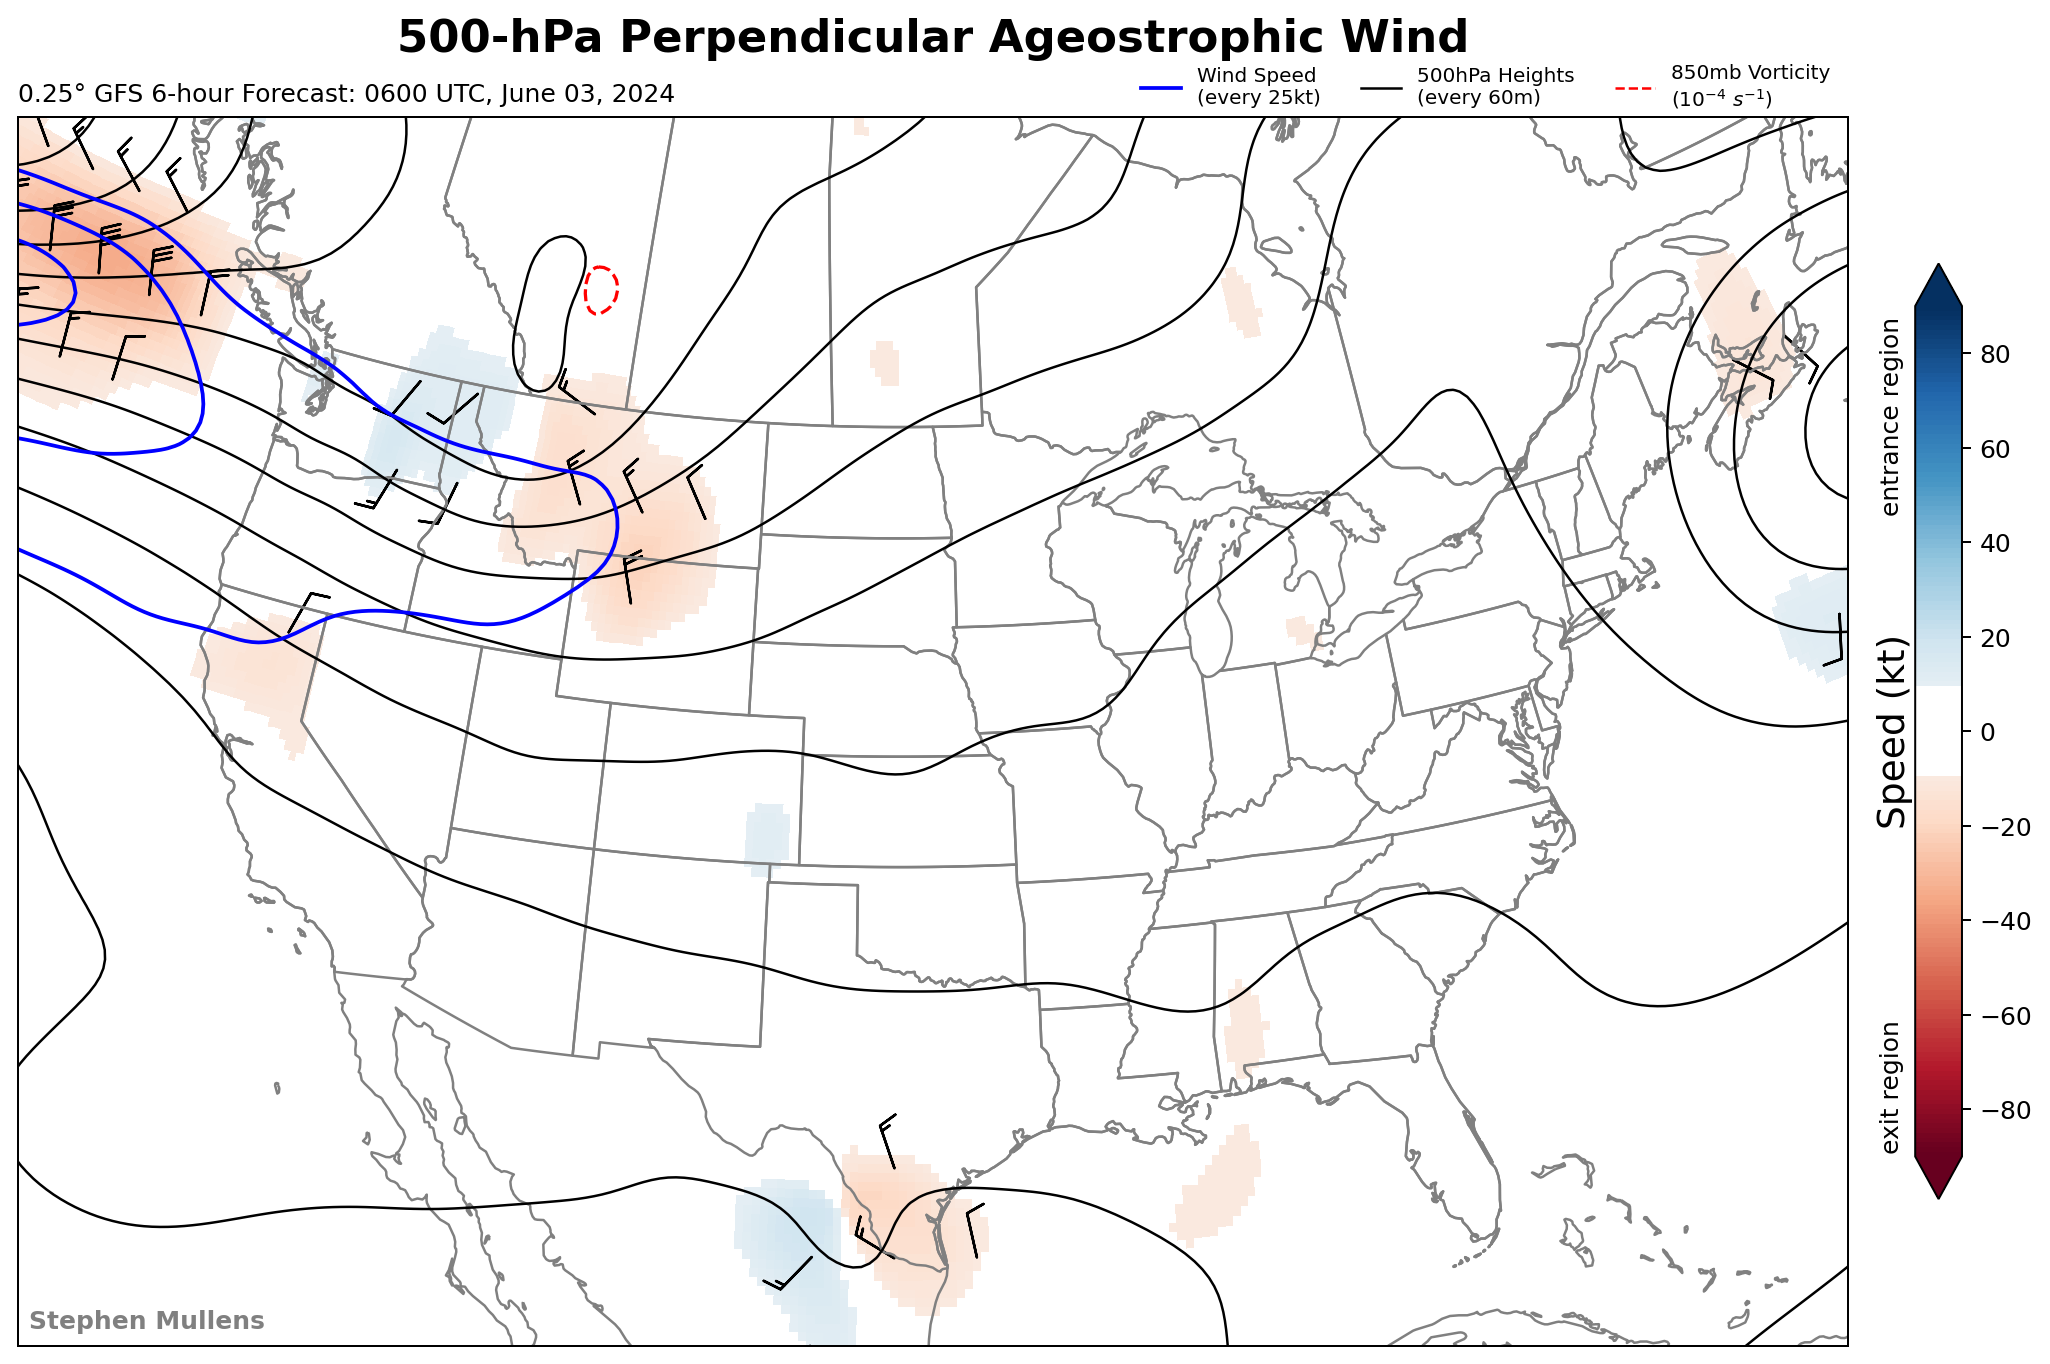 500-hPa Perpendicular Ageostrophic Wind
0.25° GFS 6-hour Forecast: 0600 UTC, June 03, 2024
Wind Speed
(every 25kt)
500hPa Heights
(every 60m)
850mb Vorticity
(10⁻⁴ s⁻¹)
entrance region
Speed (kt)
exit region
80
60
40
20
0
−20
−40
−60
−80
Stephen Mullens